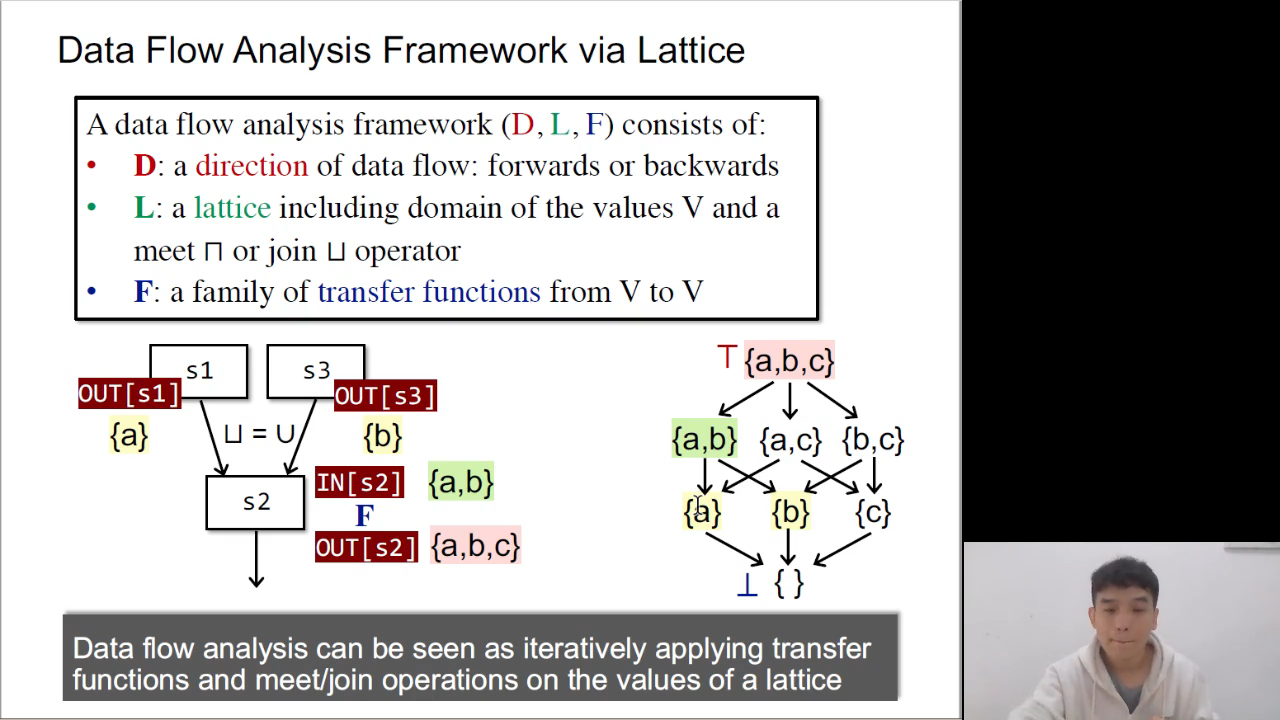 Data Flow Analysis Framework via Lattice
A data flow analysis framework (D, L, F) consists of:
• D: a direction of data flow: forwards or backwards
• L: a lattice including domain of the values V and a
meet ⊓ or join ⊔ operator
• F: a family of transfer functions from V to V
s1
s3
OUT[s1]
OUT[s3]
{a}
⊔ = ∪
{b}
s2
IN[s2]
{a,b}
F
OUT[s2]
{a,b,c}
⊤ {a,b,c}
{a,b} {a,c} {b,c}
{a} {b} {c}
⊥ { }
Data flow analysis can be seen as iteratively applying transfer
functions and meet/join operations on the values of a lattice